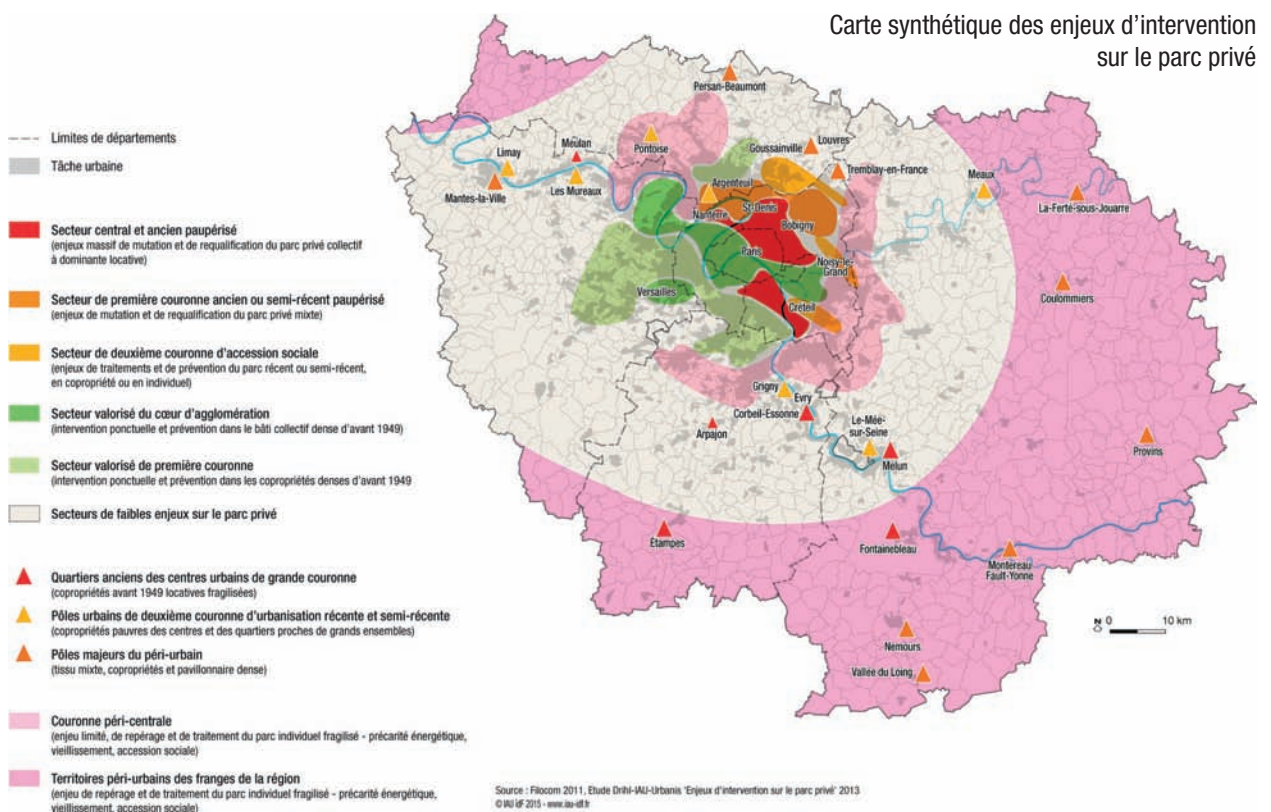 Carte synthétique des enjeux d'intervention
sur le parc privé
Limites de départements
Tâche urbaine
Secteur central et ancien paupérisé
(enjeux massif de mutation et de requalification du parc privé collectif
à dominante locative)
Secteur de première couronne ancien ou semi-récent paupérisé
(enjeux de mutation et de requalification du parc privé mixte)
Secteur de deuxième couronne d'accession sociale
(enjeux de traitements et de prévention du parc récent ou semi-récent,
en copropriété ou en individuel)
Secteur valorisé du cœur d'agglomération
(intervention ponctuelle et prévention dans le bâti collectif dense d'avant 1949)
Secteur valorisé de première couronne
(intervention ponctuelle et prévention dans les copropriétés denses d'avant 1949
Secteurs de faibles enjeux sur le parc privé
Quartiers anciens des centres urbains de grande couronne
(copropriétés avant 1949 locatives fragilisées)
Pôles urbains de deuxième couronne d'urbanisation récente et semi-récente
(copropriétés pauvres des centres et des quartiers proches de grands ensembles)
Pôles majeurs du péri-urbain
(tissu mixte, copropriétés et pavillonnaire dense)
Couronne péri-centrale
(enjeu limité, de repérage et de traitement du parc individuel fragilisé - précarité énergétique,
vieillissement, accession sociale)
Territoires péri-urbains des franges de la région
(enjeu de repérage et de traitement du parc individuel fragilisé - précarité énergétique,
vieillissement, accession sociale)
Persan-Beaumont
Pontoise
Louvres
Goussainville
Tremblay-en-France
Meulan
Limay
Mantes-la-Ville
Les Mureaux
Argenteuil
Nanterre
St-Denis
Bobigny
Meaux
La-Ferté-sous-Jouarre
Paris
Noisy-le-
Grand
Versailles
Créteil
Coulommiers
Grigny
Evry
Corbeil-Essonne
Arpajon
Le-Mée-
sur-Seine
Melun
Provins
Étampes
Fontainebleau
Montereau
Fault-Yonne
Nemours
Vallée du Loing
N 0 10 km
Source : Filocom 2011, Etude Drihl-IAU-Urbanis 'Enjeux d'intervention sur le parc privé' 2013
© IAU îdF 2015 - www.iau-idf.fr